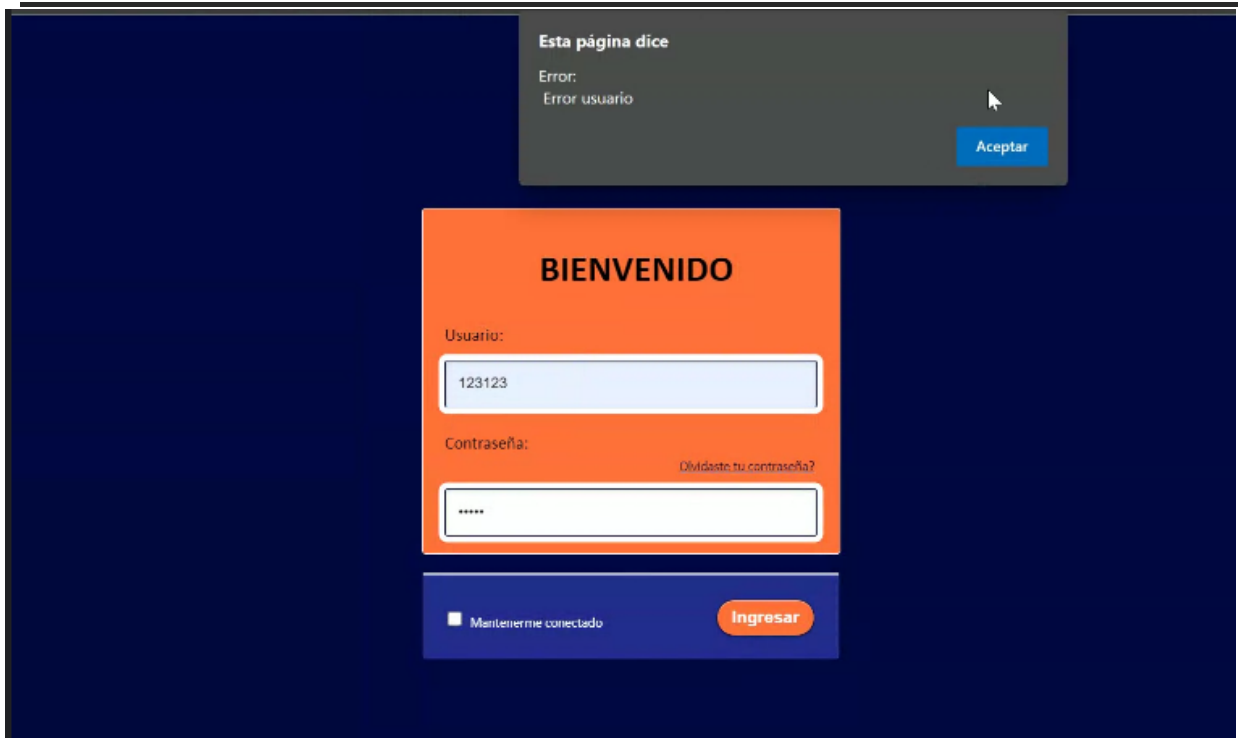 Esta página dice
Error:
Error usuario
Aceptar
BIENVENIDO
Usuario:
123123
Contraseña:
Olvidaste tu contraseña?
•••••
Mantenerme conectado
Ingresar